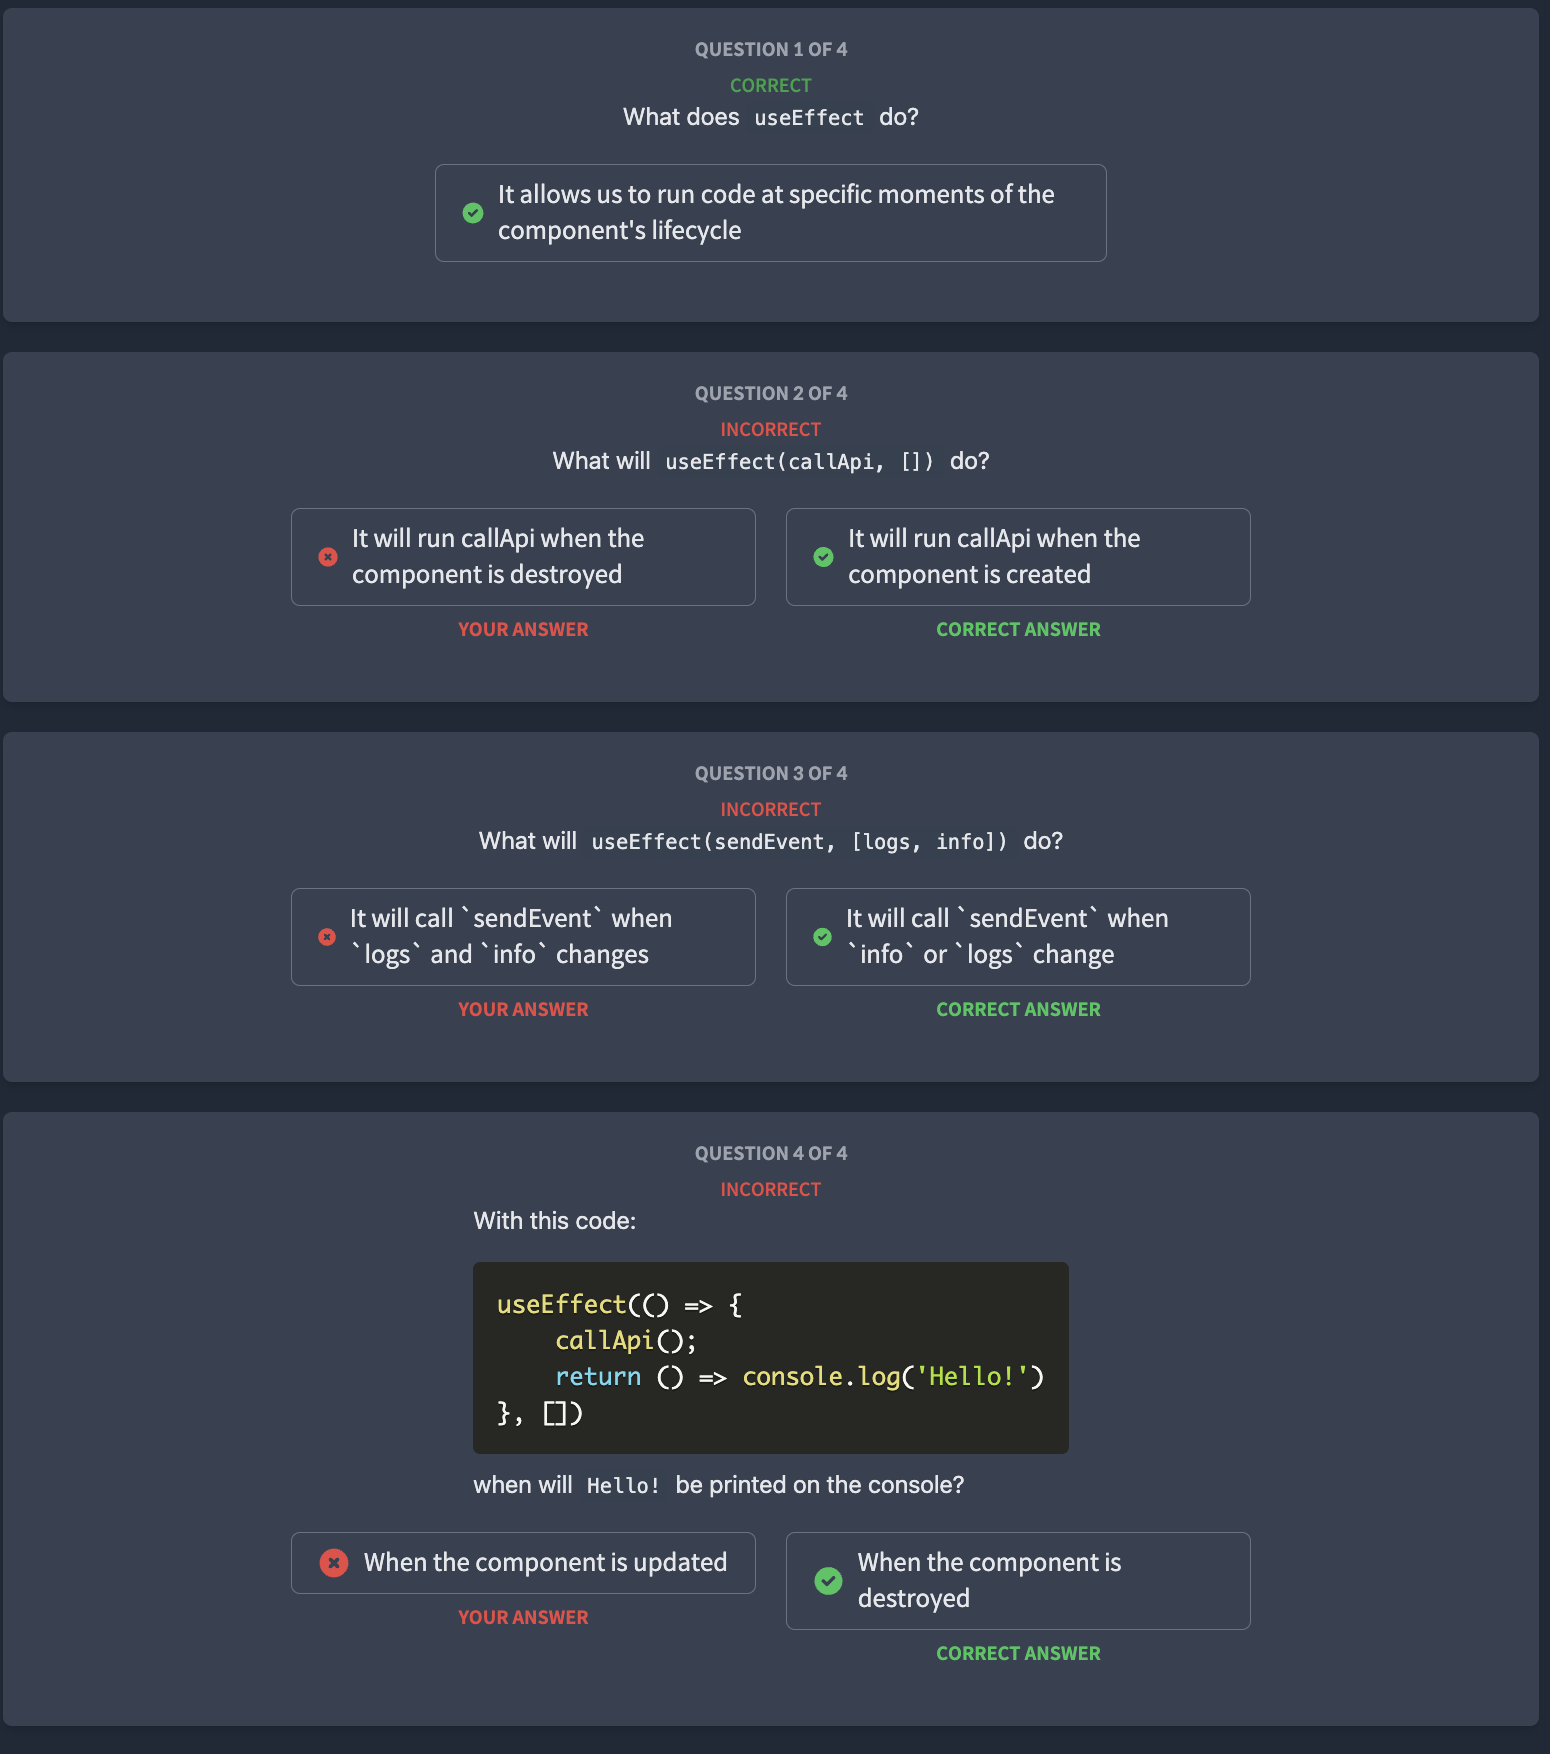 QUESTION 1 OF 4
CORRECT
What does useEffect do?
It allows us to run code at specific moments of the
component's lifecycle
QUESTION 2 OF 4
INCORRECT
What will useEffect(callApi, []) do?
It will run callApi when the
component is destroyed
YOUR ANSWER
It will run callApi when the
component is created
CORRECT ANSWER
QUESTION 3 OF 4
INCORRECT
What will useEffect(sendEvent, [logs, info]) do?
It will call `sendEvent` when
`logs` and `info` changes
YOUR ANSWER
It will call `sendEvent` when
`info` or `logs` change
CORRECT ANSWER
QUESTION 4 OF 4
INCORRECT
With this code:
useEffect(() => {
    callApi();
    return () => console.log('Hello!')
}, [])
when will Hello! be printed on the console?
When the component is updated
YOUR ANSWER
When the component is
destroyed
CORRECT ANSWER